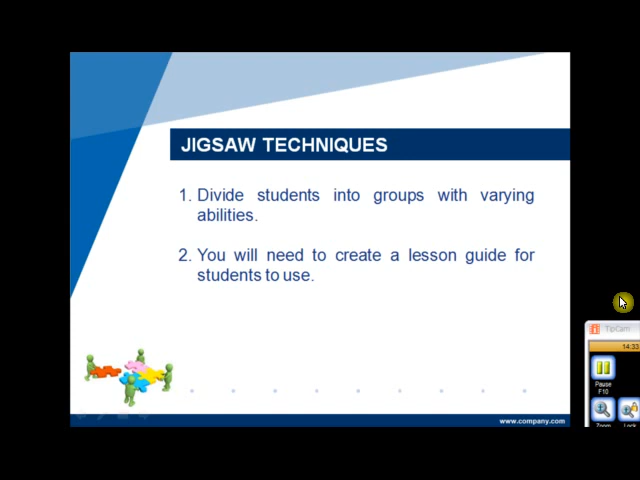 JIGSAW TECHNIQUES
1. Divide students into groups with varying
abilities.
2. You will need to create a lesson guide for
students to use.
www.company.com
TipCam
14:33
Pause
F10
Zoom
Lock